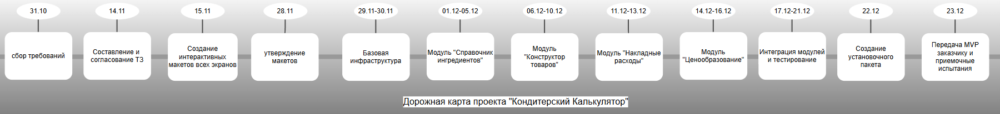 31.10
14.11
15.11
28.11
29.11-30.11
01.12-05.12
06.12-10.12
11.12-13.12
14.12-16.12
17.12-21.12
22.12
23.12
сбор требований
Составление и
согласование ТЗ
Создание
интерактивных
макетов всех экранов
утверждение
макетов
Базовая
инфраструктура
Модуль "Справочник
ингредиентов"
Модуль
"Конструктор
товаров"
Модуль "Накладные
расходы"
Модуль
"Ценообразование"
Интеграция модулей
и тестирование
Создание
установочного
пакета
Передача MVP
заказчику и
приемочные
испытания
Дорожная карта проекта "Кондитерский Калькулятор"